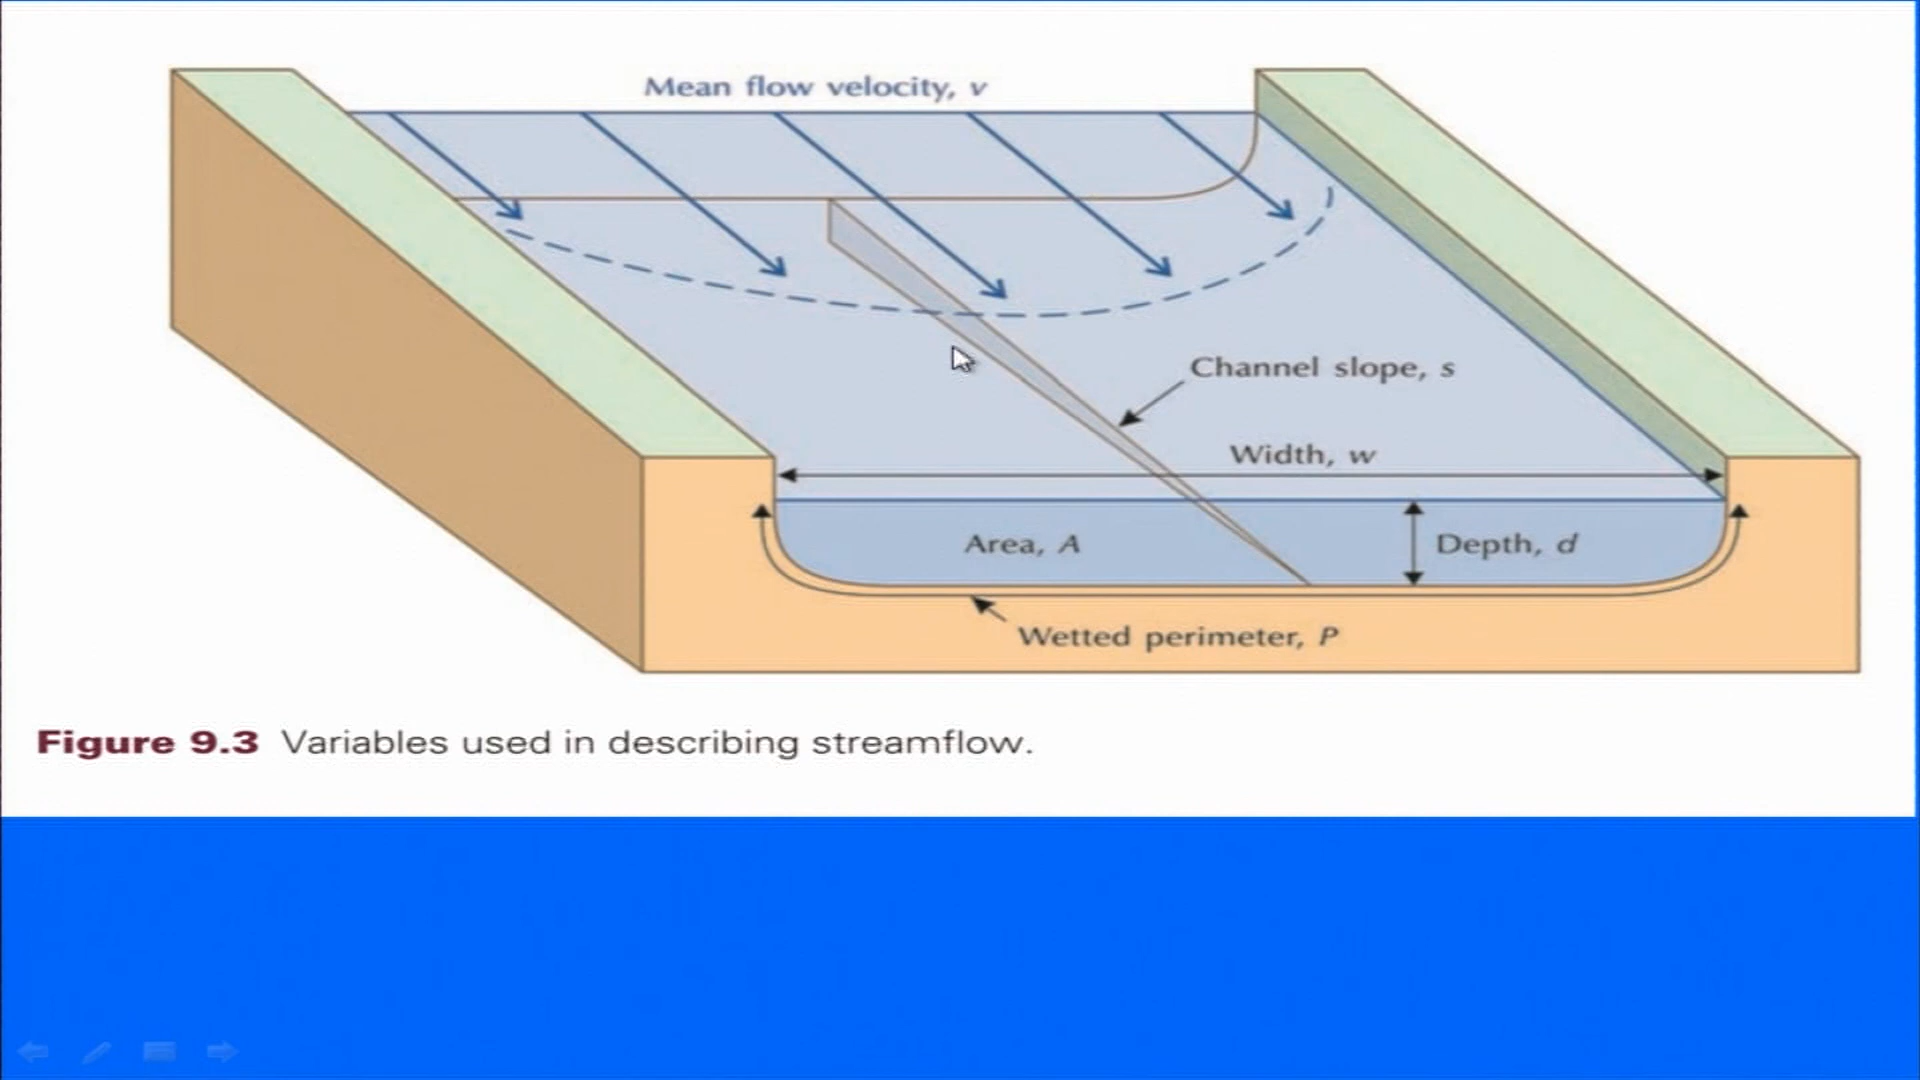 Mean flow velocity, v
Channel slope, s
Width, w
Area, A
Depth, d
Wetted perimeter, P
Figure 9.3 Variables used in describing streamflow.